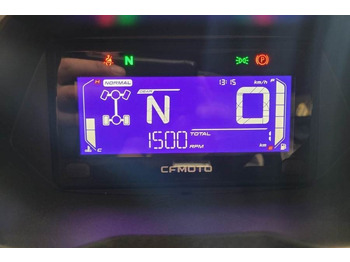 N
P
H NORMAL 13:15 km/h
N 0
1500 TOTAL
RPM
C km
CFMOTO